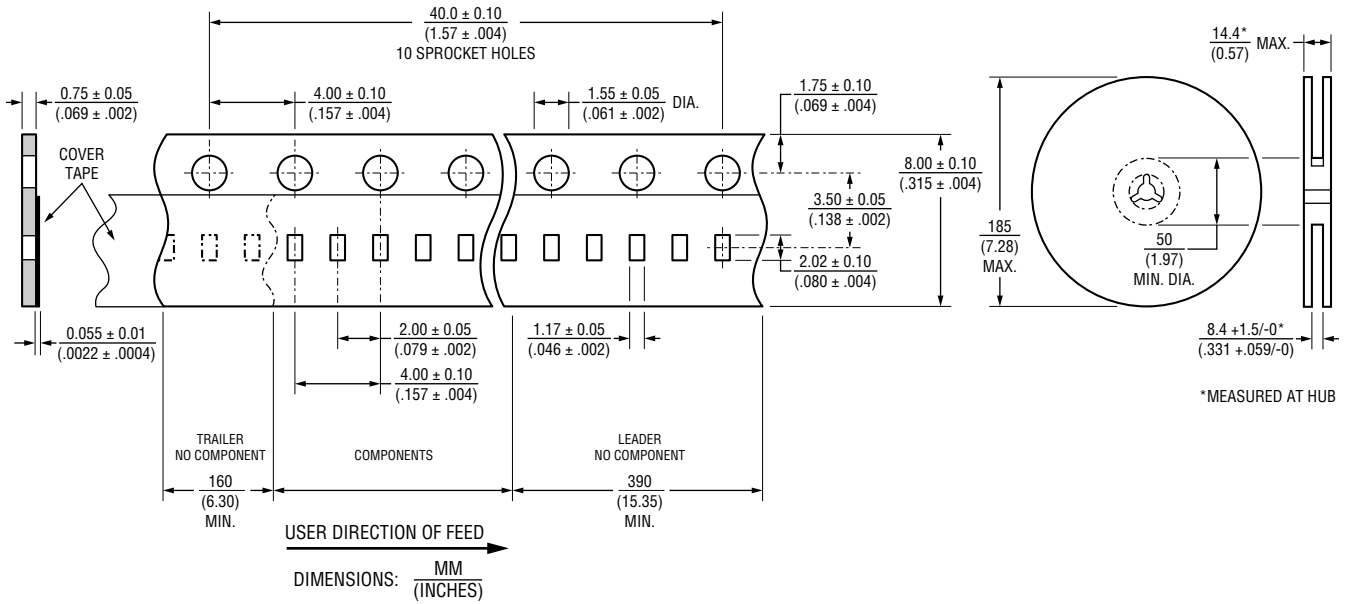 40.0 ± 0.10
(1.57 ± .004)
10 SPROCKET HOLES
14.4*
(0.57)
MAX.
0.75 ± 0.05
(.069 ± .002)
4.00 ± 0.10
(.157 ± .004)
1.55 ± 0.05
(.061 ± .002)
DIA.
1.75 ± 0.10
(.069 ± .004)
COVER
TAPE
8.00 ± 0.10
(.315 ± .004)
3.50 ± 0.05
(.138 ± .002)
2.02 ± 0.10
(.080 ± .004)
185
(7.28)
MAX.
50
(1.97)
MIN. DIA.
0.055 ± 0.01
(.0022 ± .0004)
2.00 ± 0.05
(.079 ± .002)
1.17 ± 0.05
(.046 ± .002)
8.4 +1.5/-0*
(.331 +.059/-0)
4.00 ± 0.10
(.157 ± .004)
*MEASURED AT HUB
TRAILER
NO COMPONENT
COMPONENTS
LEADER
NO COMPONENT
160
(6.30)
MIN.
390
(15.35)
MIN.
USER DIRECTION OF FEED
DIMENSIONS:
MM
(INCHES)